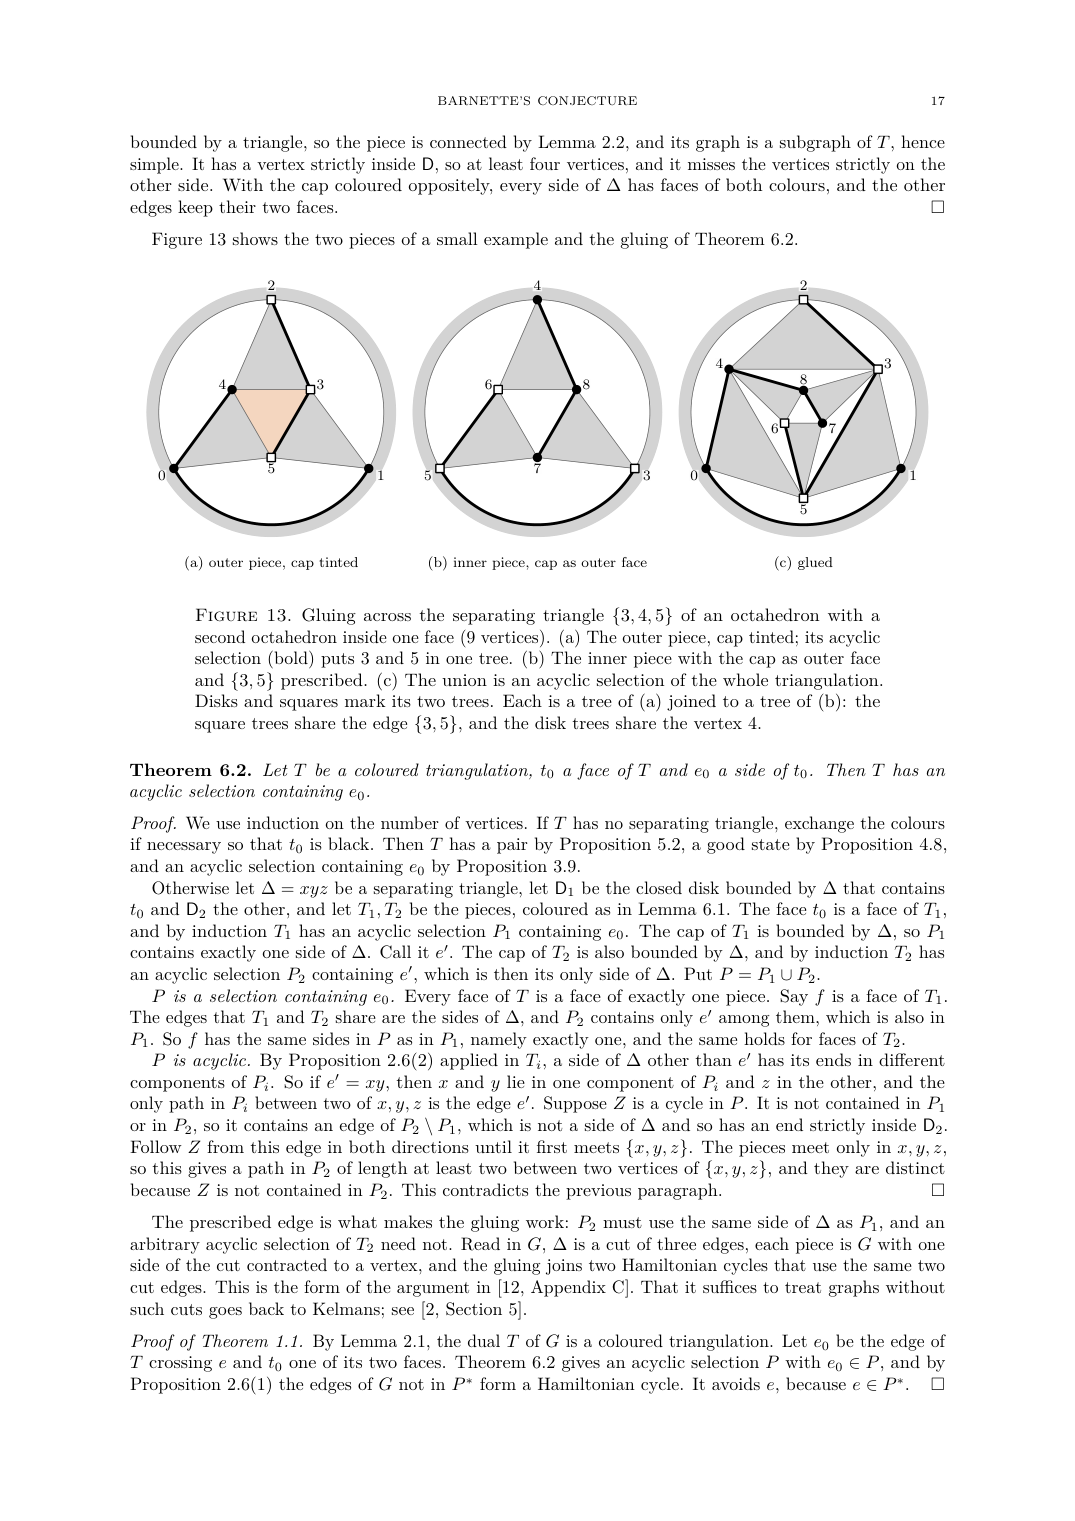 BARNETTE'S CONJECTURE 17
bounded by a triangle, so the piece is connected by Lemma 2.2, and its graph is a subgraph of T, hence
simple. It has a vertex strictly inside D, so at least four vertices, and it misses the vertices strictly on the
other side. With the cap coloured oppositely, every side of Δ has faces of both colours, and the other
edges keep their two faces. □
Figure 13 shows the two pieces of a small example and the gluing of Theorem 6.2.
2
4
3
0
5
1
(a) outer piece, cap tinted
4
6
8
5
7
3
(b) inner piece, cap as outer face
2
4
3
8
6
7
0
5
1
(c) glued
FIGURE 13. Gluing across the separating triangle {3, 4, 5} of an octahedron with a
second octahedron inside one face (9 vertices). (a) The outer piece, cap tinted; its acyclic
selection (bold) puts 3 and 5 in one tree. (b) The inner piece with the cap as outer face
and {3, 5} prescribed. (c) The union is an acyclic selection of the whole triangulation.
Disks and squares mark its two trees. Each is a tree of (a) joined to a tree of (b): the
square trees share the edge {3, 5}, and the disk trees share the vertex 4.
Theorem 6.2. Let T be a coloured triangulation, t₀ a face of T and e₀ a side of t₀. Then T has an
acyclic selection containing e₀.
Proof. We use induction on the number of vertices. If T has no separating triangle, exchange the colours
if necessary so that t₀ is black. Then T has a pair by Proposition 5.2, a good state by Proposition 4.8,
and an acyclic selection containing e₀ by Proposition 3.9.
Otherwise let Δ = xyz be a separating triangle, let D₁ be the closed disk bounded by Δ that contains
t₀ and D₂ the other, and let T₁, T₂ be the pieces, coloured as in Lemma 6.1. The face t₀ is a face of T₁,
and by induction T₁ has an acyclic selection P₁ containing e₀. The cap of T₁ is bounded by Δ, so P₁
contains exactly one side of Δ. Call it e′. The cap of T₂ is also bounded by Δ, and by induction T₂ has
an acyclic selection P₂ containing e′, which is then its only side of Δ. Put P = P₁ ∪ P₂.
P is a selection containing e₀. Every face of T is a face of exactly one piece. Say f is a face of T₁.
The edges that T₁ and T₂ share are the sides of Δ, and P₂ contains only e′ among them, which is also in
P₁. So f has the same sides in P as in P₁, namely exactly one, and the same holds for faces of T₂.
P is acyclic. By Proposition 2.6(2) applied in Tᵢ, a side of Δ other than e′ has its ends in different
components of Pᵢ. So if e′ = xy, then x and y lie in one component of Pᵢ and z in the other, and the
only path in Pᵢ between two of x, y, z is the edge e′. Suppose Z is a cycle in P. It is not contained in P₁
or in P₂, so it contains an edge of P₂ \ P₁, which is not a side of Δ and so has an end strictly inside D₂.
Follow Z from this edge in both directions until it first meets {x, y, z}. The pieces meet only in x, y, z,
so this gives a path in P₂ of length at least two between two vertices of {x, y, z}, and they are distinct
because Z is not contained in P₂. This contradicts the previous paragraph. □
The prescribed edge is what makes the gluing work: P₂ must use the same side of Δ as P₁, and an
arbitrary acyclic selection of T₂ need not. Read in G, Δ is a cut of three edges, each piece is G with one
side of the cut contracted to a vertex, and the gluing joins two Hamiltonian cycles that use the same two
cut edges. This is the form of the argument in [12, Appendix C]. That it suffices to treat graphs without
such cuts goes back to Kelmans; see [2, Section 5].
Proof of Theorem 1.1. By Lemma 2.1, the dual T of G is a coloured triangulation. Let e₀ be the edge of
T crossing e and t₀ one of its two faces. Theorem 6.2 gives an acyclic selection P with e₀ ∈ P, and by
Proposition 2.6(1) the edges of G not in P* form a Hamiltonian cycle. It avoids e, because e ∈ P*. □